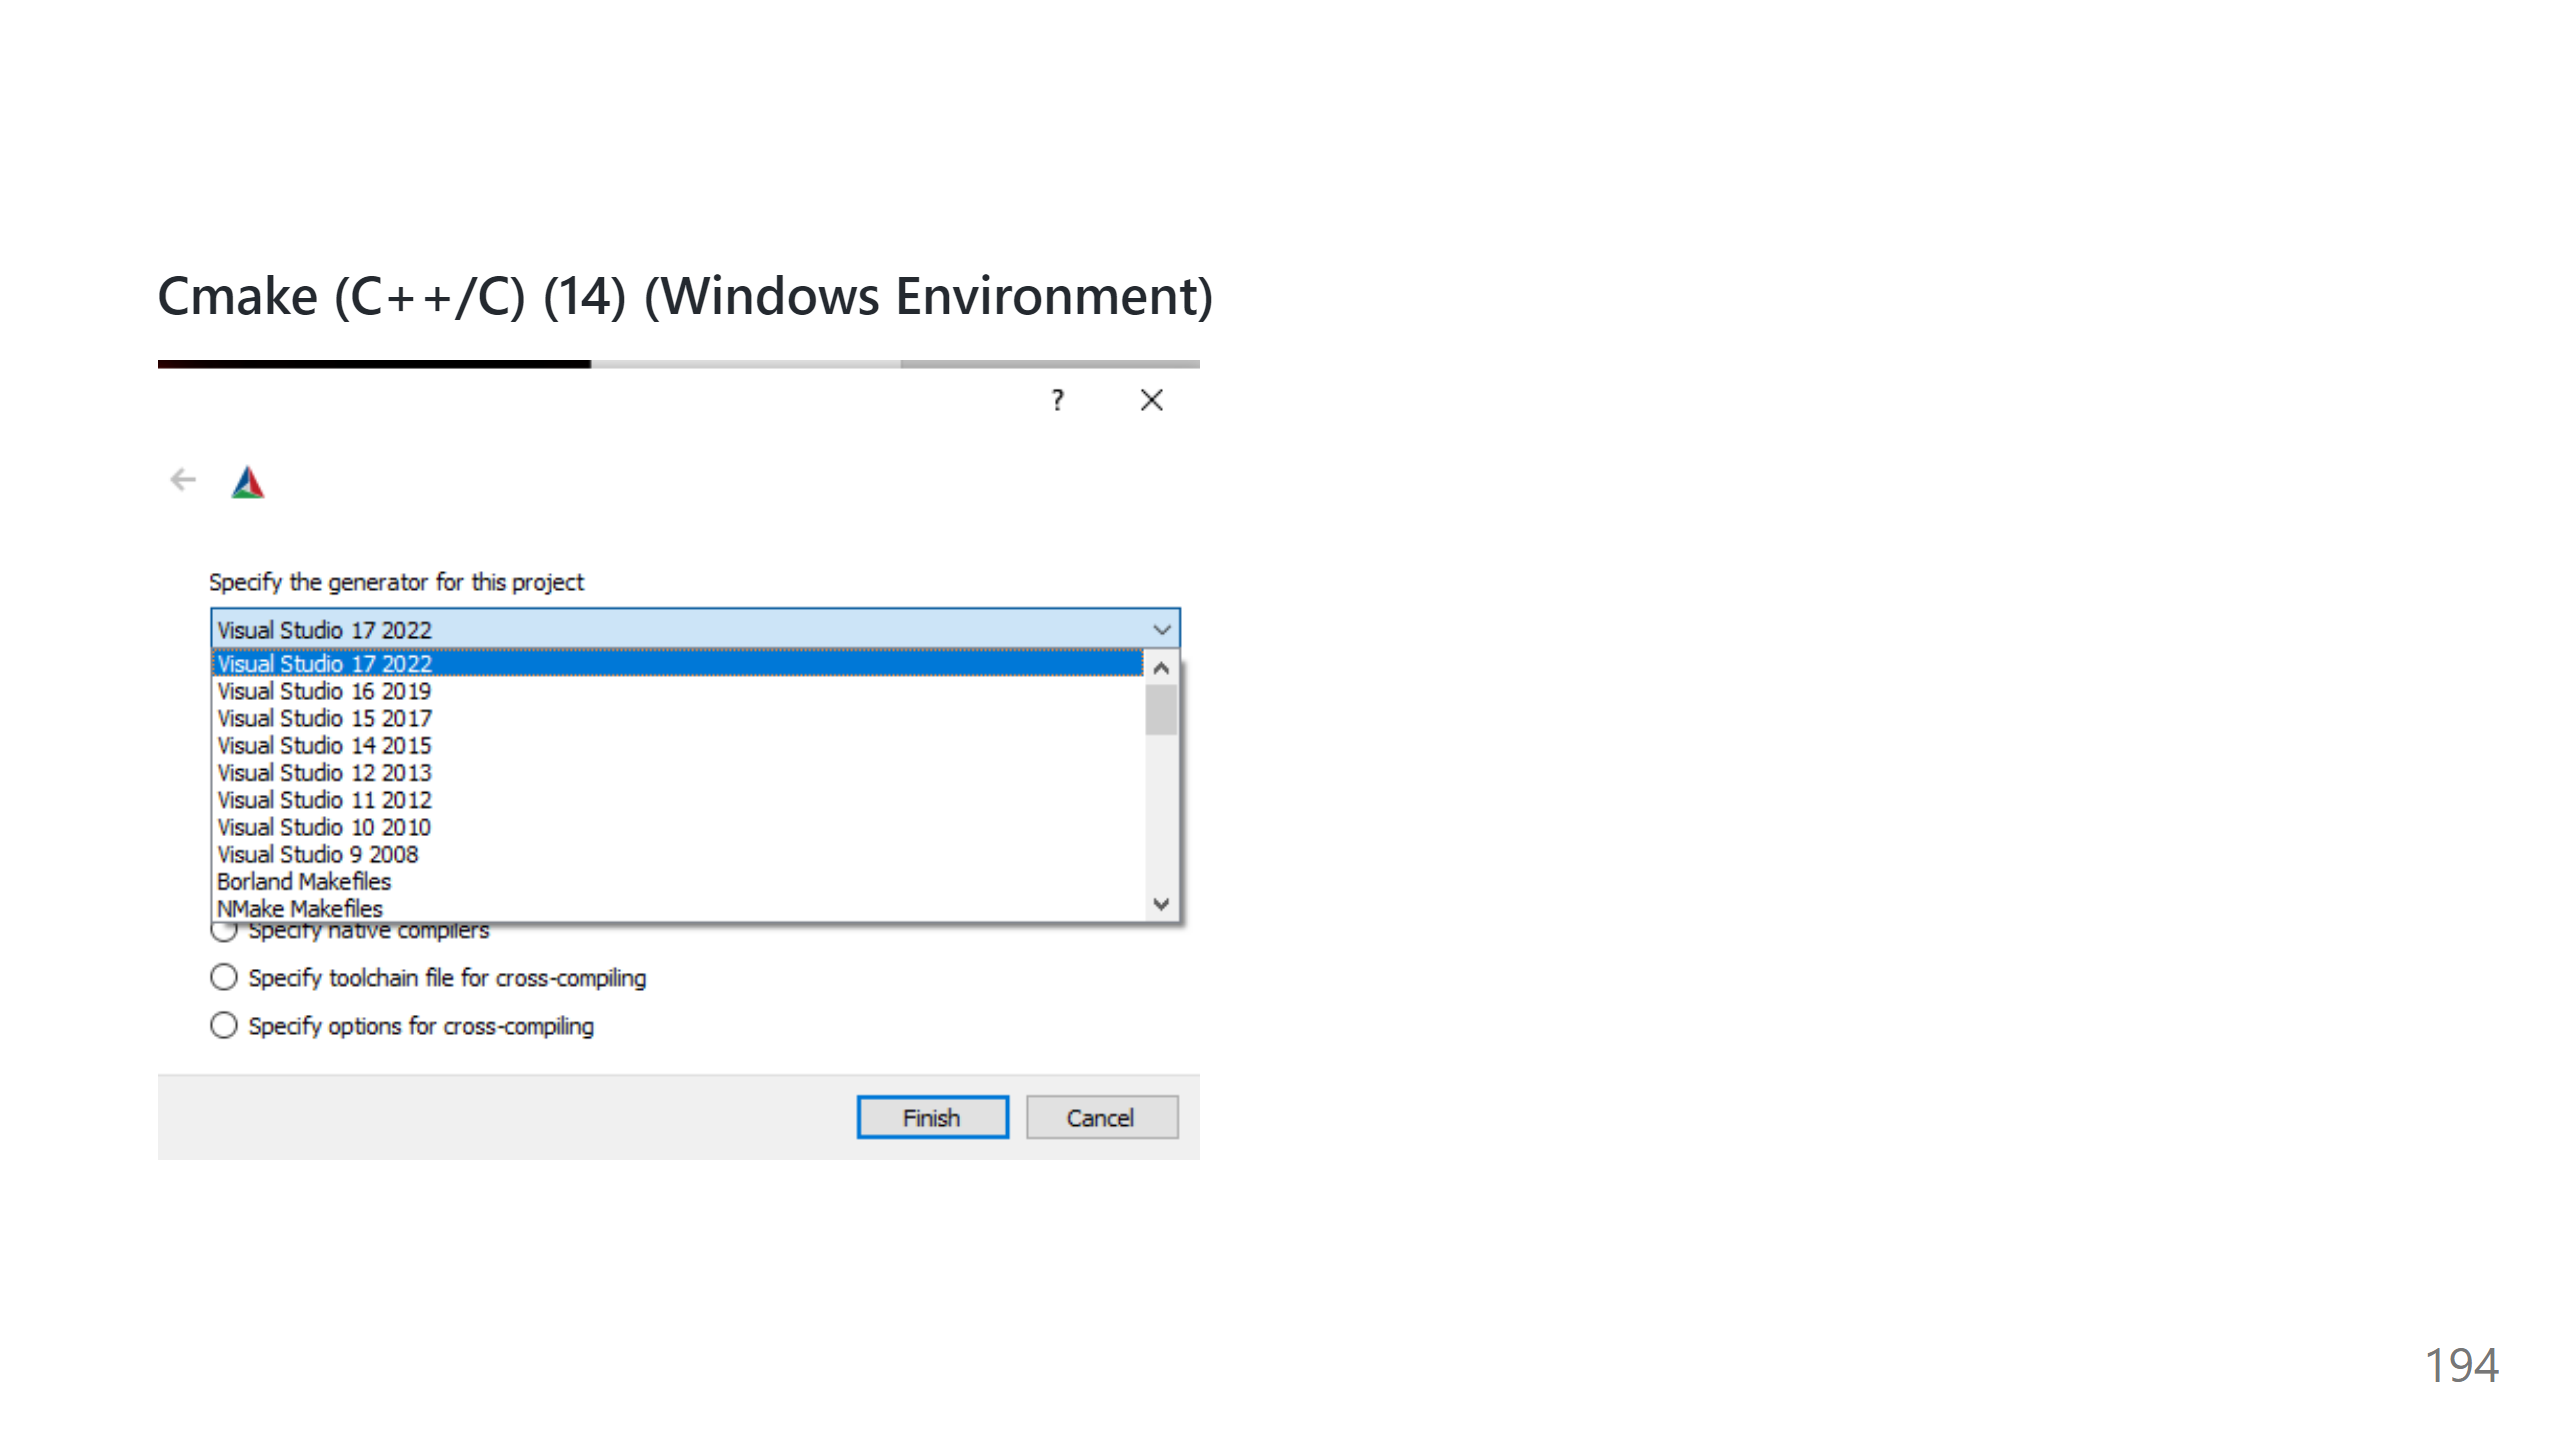 Cmake (C++/C) (14) (Windows Environment)
?
Specify the generator for this project
Visual Studio 17 2022
Visual Studio 17 2022
Visual Studio 16 2019
Visual Studio 15 2017
Visual Studio 14 2015
Visual Studio 12 2013
Visual Studio 11 2012
Visual Studio 10 2010
Visual Studio 9 2008
Borland Makefiles
NMake Makefiles
Specify native compilers
Specify toolchain file for cross-compiling
Specify options for cross-compiling
Finish Cancel
194